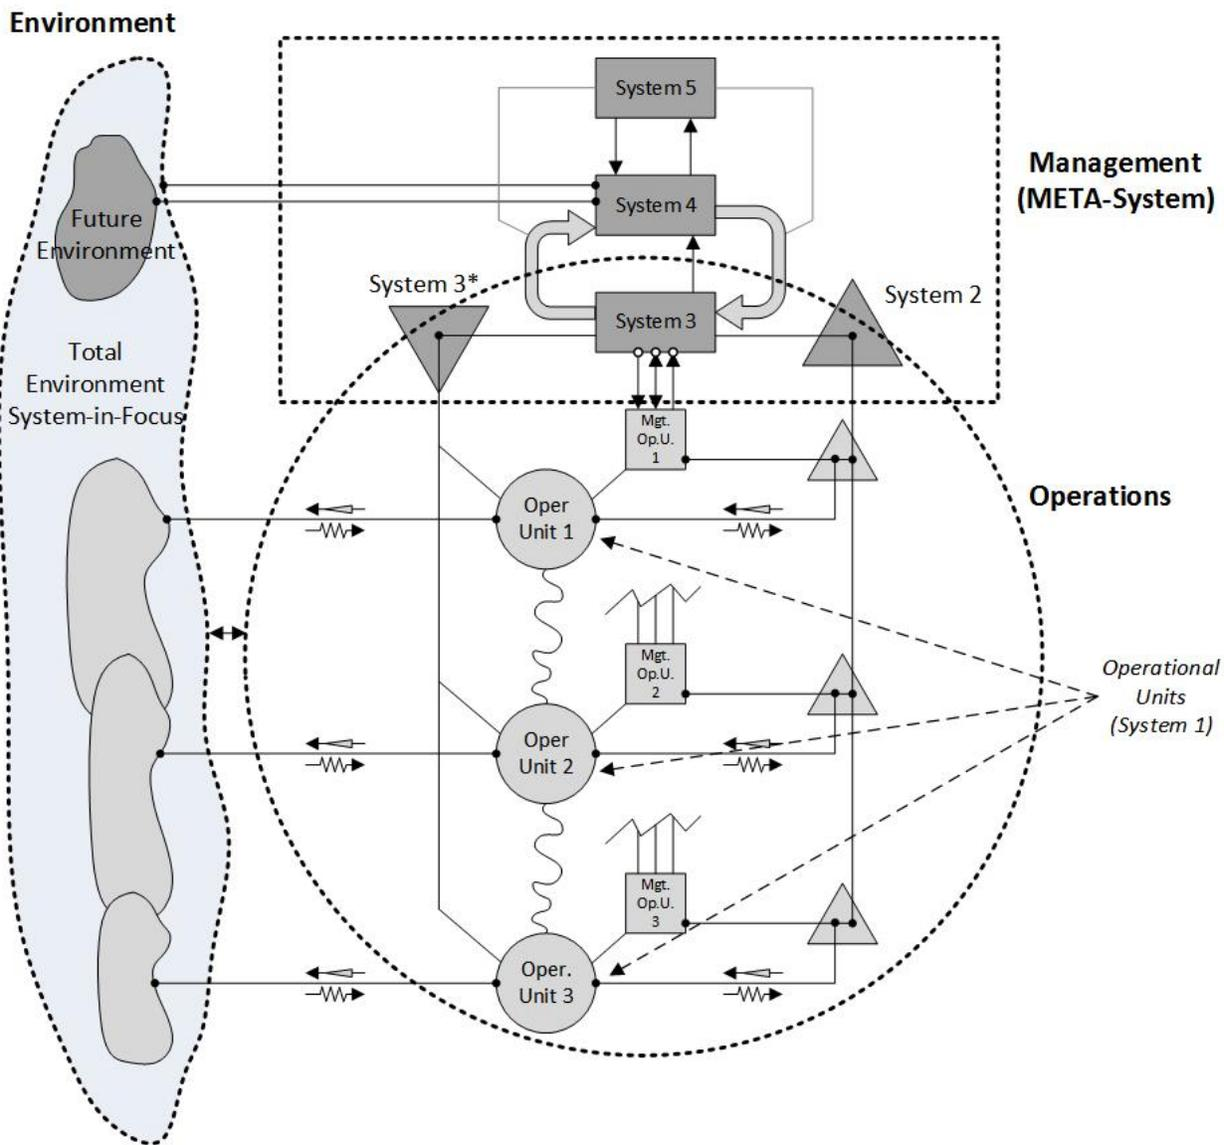 Environment
System 5
Management
(META-System)
System 4
Future
Environment
System 3*
System 2
System 3
Total
Environment
System-in-Focus
Mgt.
Op.U.
1
Operations
Oper
Unit 1
Mgt.
Op.U.
2
Operational
Units
(System 1)
Oper
Unit 2
Mgt.
Op.U.
3
Oper.
Unit 3